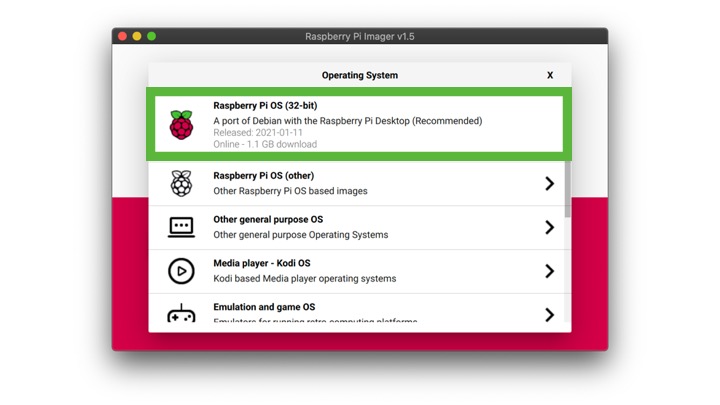 Raspberry Pi Imager v1.5
Operating System X
Raspberry Pi OS (32-bit)
A port of Debian with the Raspberry Pi Desktop (Recommended)
Released: 2021-01-11
Online - 1.1 GB download
Raspberry Pi OS (other)
Other Raspberry Pi OS based images
Other general purpose OS
Other general purpose Operating Systems
Media player - Kodi OS
Kodi based Media player operating systems
Emulation and game OS
Emulators for running retro-computing platforms